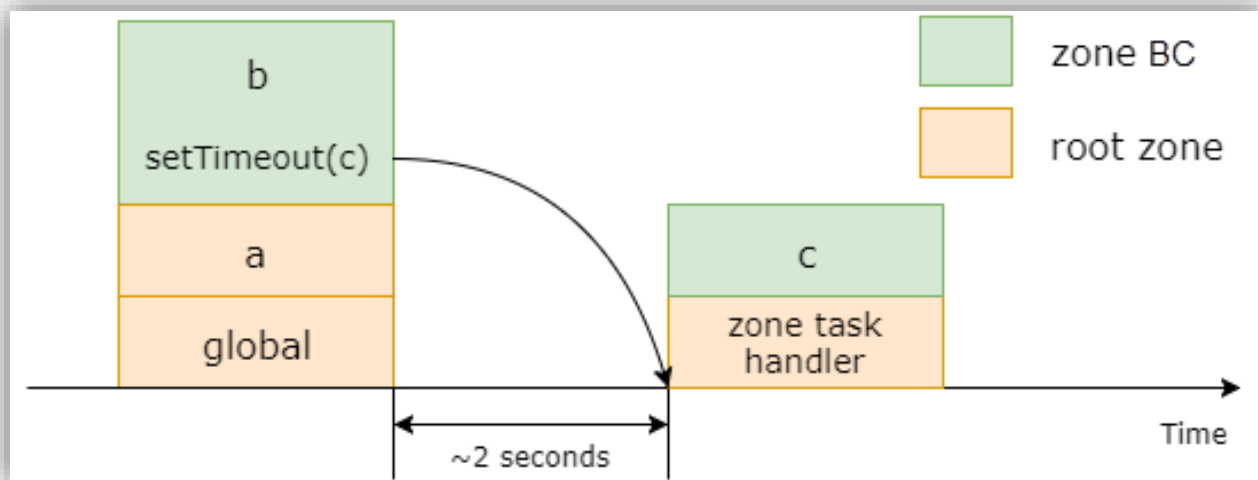 b
setTimeout(c)
a
global
c
zone task
handler
zone BC
root zone
~2 seconds
Time